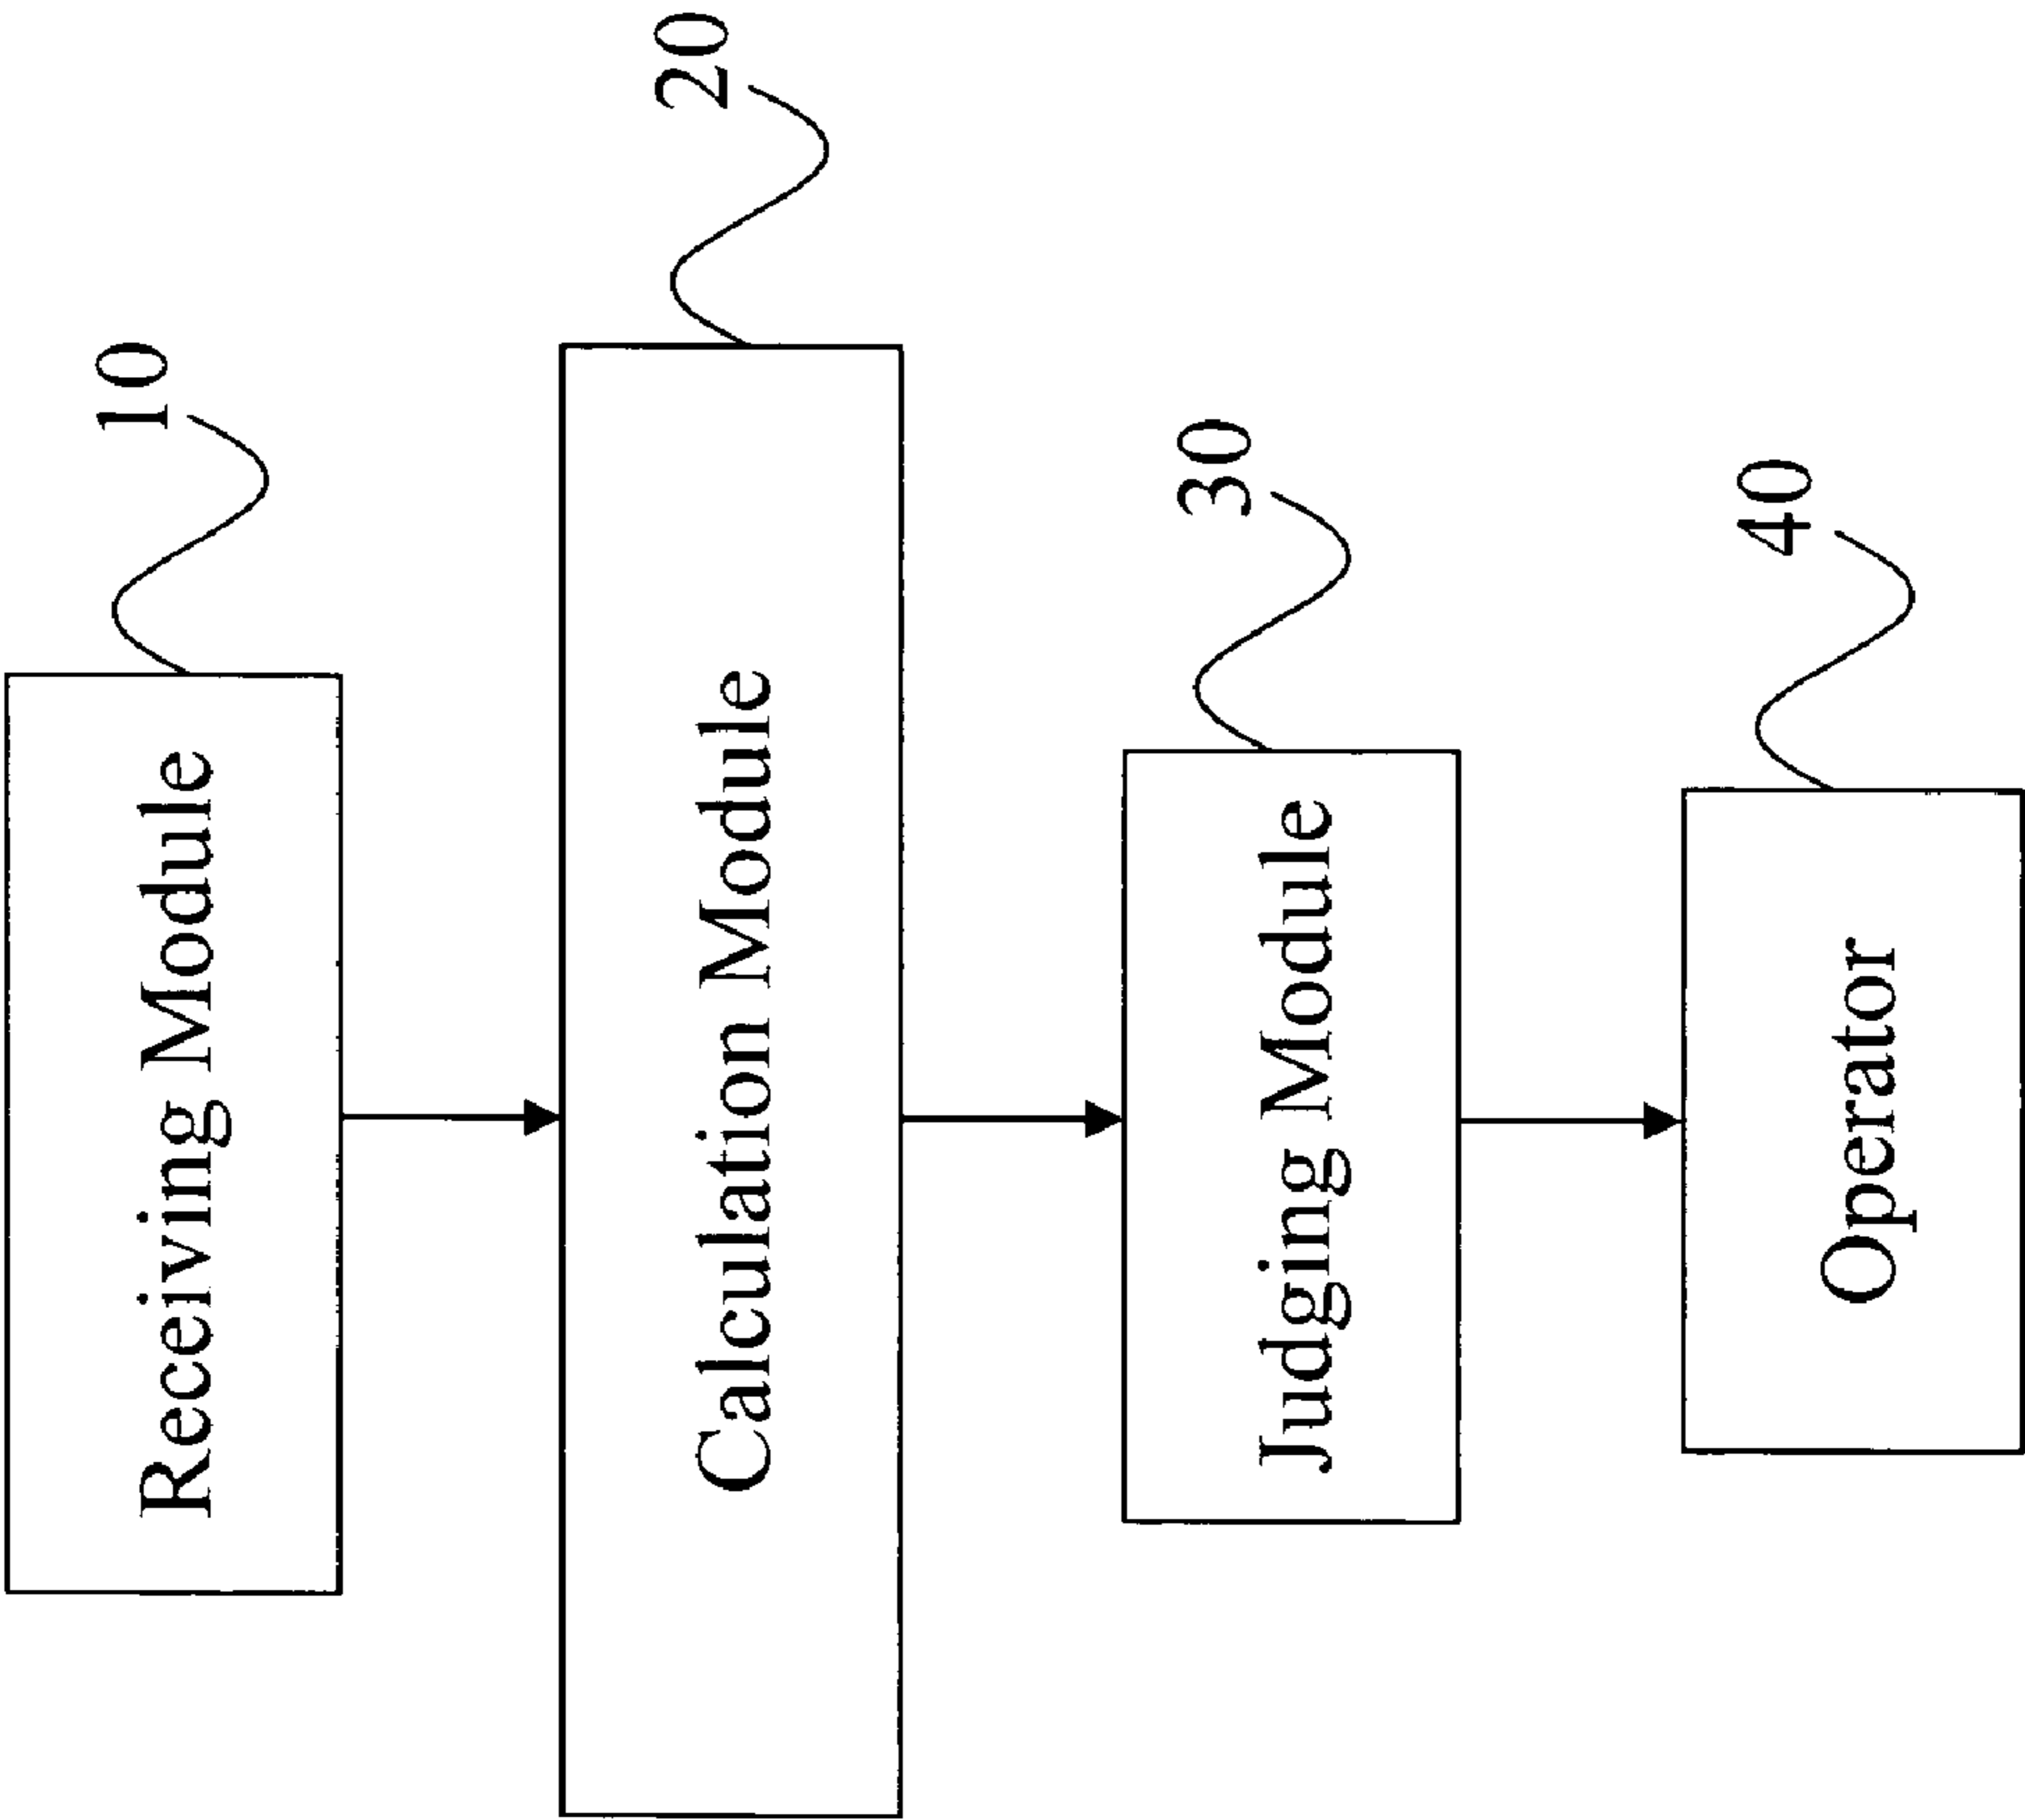 10
Receiving Module
20
Calculation Module
30
Judging Module
40
Operator